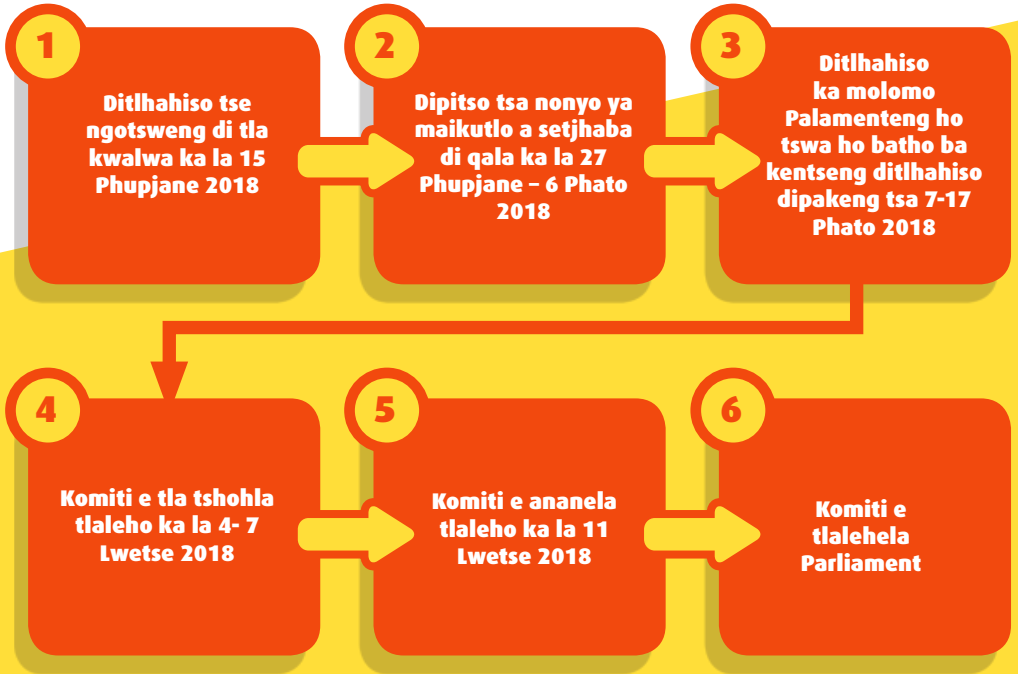 1
Ditlhahiso tse
ngotsweng di tla
kwalwa ka la 15
Phupjane 2018
2
Dipitso tsa nonyo ya
maikutlo a setjhaba
di qala ka la 27
Phupjane – 6 Phato
2018
3
Ditlhahiso
ka molomo
Palamenteng ho
tswa ho batho ba
kentseng ditlhahiso
dipakeng tsa 7-17
Phato 2018
4
Komiti e tla tshohla
tlaleho ka la 4- 7
Lwetse 2018
5
Komiti e ananela
tlaleho ka la 11
Lwetse 2018
6
Komiti e
tlalehela
Parliament